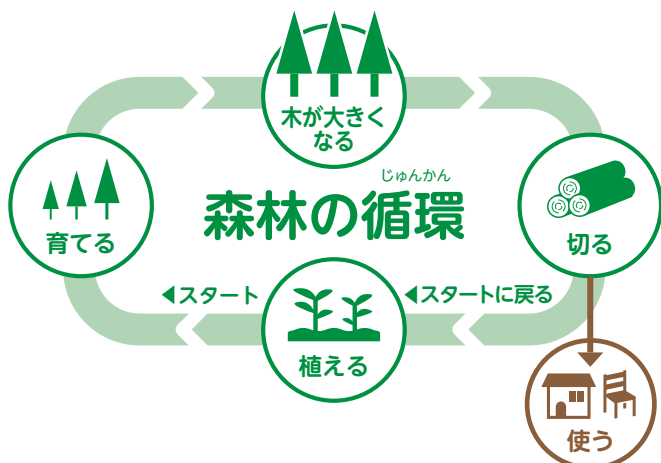 木が大きく
なる
じゅんかん
森林の循環
育てる
切る
◀スタート
◀スタートに戻る
植える
使う